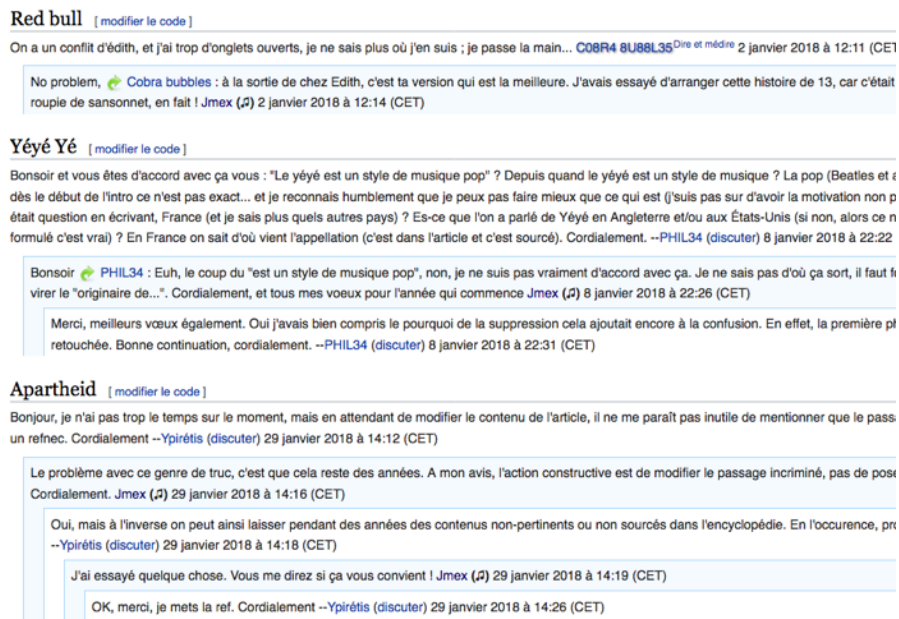 Red bull [ modifier le code ]
On a un conflit d'édith, et j'ai trop d'onglets ouverts, je ne sais plus où j'en suis ; je passe la main... C08R4 8U88L35 Dire et médire 2 janvier 2018 à 12:11 (CET
No problem, Cobra bubbles : à la sortie de chez Edith, c'est ta version qui est la meilleure. J'avais essayé d'arranger cette histoire de 13, car c'était
roupie de sansonnet, en fait ! Jmex (♫) 2 janvier 2018 à 12:14 (CET)
Yéyé Yé [ modifier le code ]
Bonsoir et vous êtes d'accord avec ça vous : "Le yéyé est un style de musique pop" ? Depuis quand le yéyé est un style de musique ? La pop (Beatles et a
dès le début de l'intro ce n'est pas exact... et je reconnais humblement que je peux pas faire mieux que ce qui est (j'suis pas sur d'avoir la motivation non p
était question en écrivant, France (et je sais plus quels autres pays) ? Es-ce que l'on a parlé de Yéyé en Angleterre et/ou aux États-Unis (si non, alors ce n
formulé c'est vrai) ? En France on sait d'où vient l'appellation (c'est dans l'article et c'est sourcé). Cordialement. --PHIL34 (discuter) 8 janvier 2018 à 22:22
Bonsoir PHIL34 : Euh, le coup du "est un style de musique pop", non, je ne suis pas vraiment d'accord avec ça. Je ne sais pas d'où ça sort, il faut f
virer le "originaire de...". Cordialement, et tous mes voeux pour l'année qui commence Jmex (♫) 8 janvier 2018 à 22:26 (CET)
Merci, meilleurs vœux également. Oui j'avais bien compris le pourquoi de la suppression cela ajoutait encore à la confusion. En effet, la première p
retouchée. Bonne continuation, cordialement. --PHIL34 (discuter) 8 janvier 2018 à 22:31 (CET)
Apartheid [ modifier le code ]
Bonjour, je n'ai pas trop le temps sur le moment, mais en attendant de modifier le contenu de l'article, il ne me paraît pas inutile de mentionner que le pass
un refnec. Cordialement --Ypirétis (discuter) 29 janvier 2018 à 14:12 (CET)
Le problème avec ce genre de truc, c'est que cela reste des années. A mon avis, l'action constructive est de modifier le passage incriminé, pas de pose
Cordialement. Jmex (♫) 29 janvier 2018 à 14:16 (CET)
Oui, mais à l'inverse on peut ainsi laisser pendant des années des contenus non-pertinents ou non sourcés dans l'encyclopédie. En l'occurence, pr
--Ypirétis (discuter) 29 janvier 2018 à 14:18 (CET)
J'ai essayé quelque chose. Vous me direz si ça vous convient ! Jmex (♫) 29 janvier 2018 à 14:19 (CET)
OK, merci, je mets la ref. Cordialement --Ypirétis (discuter) 29 janvier 2018 à 14:26 (CET)